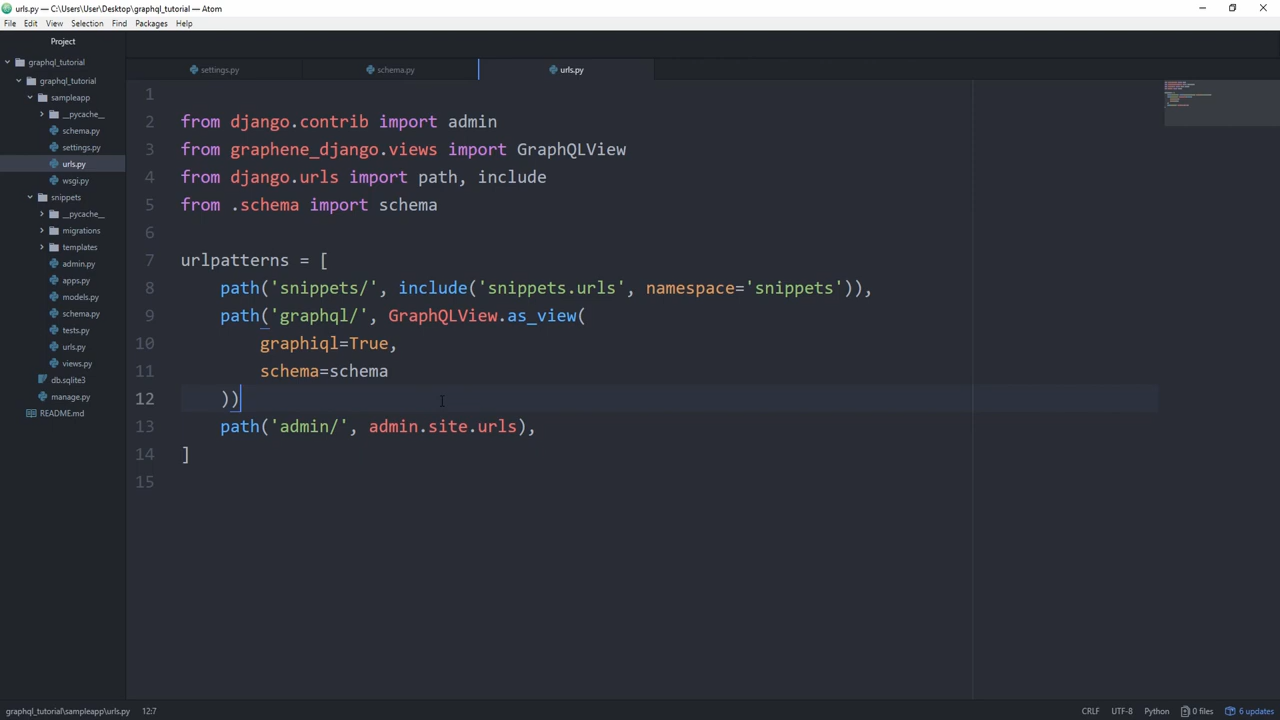 urls.py — C:\Users\User\Desktop\graphql_tutorial — Atom
File Edit View Selection Find Packages Help
Project
graphql_tutorial
graphql_tutorial
sampleapp
__pycache__
schema.py
settings.py
urls.py
wsgi.py
snippets
__pycache__
migrations
templates
admin.py
apps.py
models.py
schema.py
tests.py
urls.py
views.py
db.sqlite3
manage.py
README.md
settings.py schema.py urls.py
1
2 from django.contrib import admin
3 from graphene_django.views import GraphQLView
4 from django.urls import path, include
5 from .schema import schema
6
7 urlpatterns = [
8 path('snippets/', include('snippets.urls', namespace='snippets')),
9 path('graphql/', GraphQLView.as_view(
10 graphiql=True,
11 schema=schema
12 ))
13 path('admin/', admin.site.urls),
14 ]
15
graphql_tutorial\sampleapp\urls.py 12:7 CRLF UTF-8 Python 0 files 6 updates